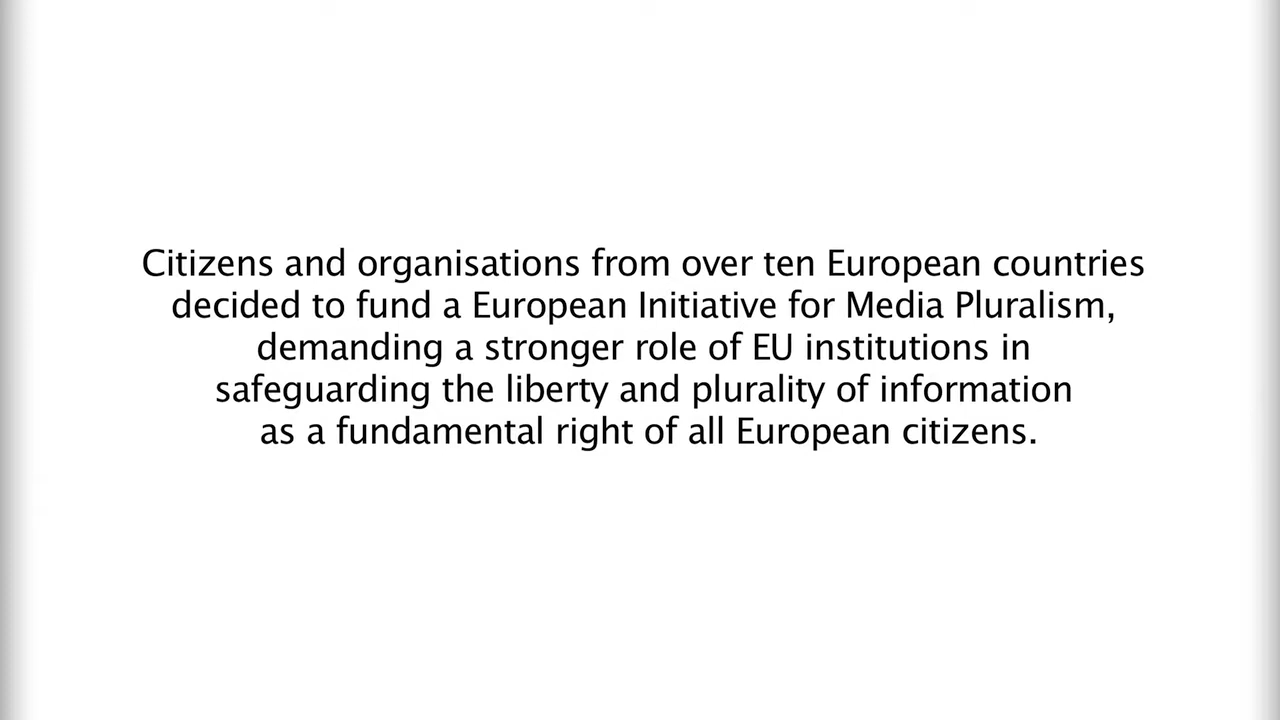 Citizens and organisations from over ten European countries
decided to fund a European Initiative for Media Pluralism,
demanding a stronger role of EU institutions in
safeguarding the liberty and plurality of information
as a fundamental right of all European citizens.